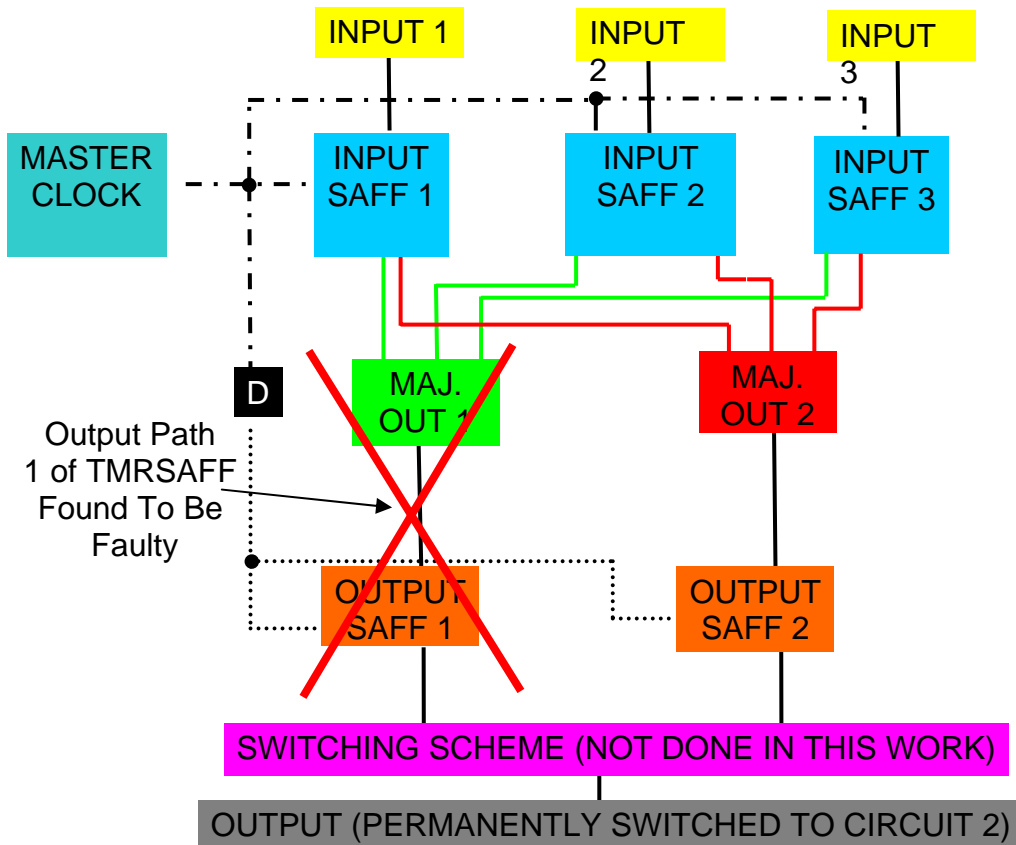 INPUT 1
INPUT
2
INPUT
3
MASTER
CLOCK
INPUT
SAFF 1
INPUT
SAFF 2
INPUT
SAFF 3
D
MAJ.
OUT 1
MAJ.
OUT 2
Output Path
1 of TMRSAFF
Found To Be
Faulty
OUTPUT
SAFF 1
OUTPUT
SAFF 2
SWITCHING SCHEME (NOT DONE IN THIS WORK)
OUTPUT (PERMANENTLY SWITCHED TO CIRCUIT 2)